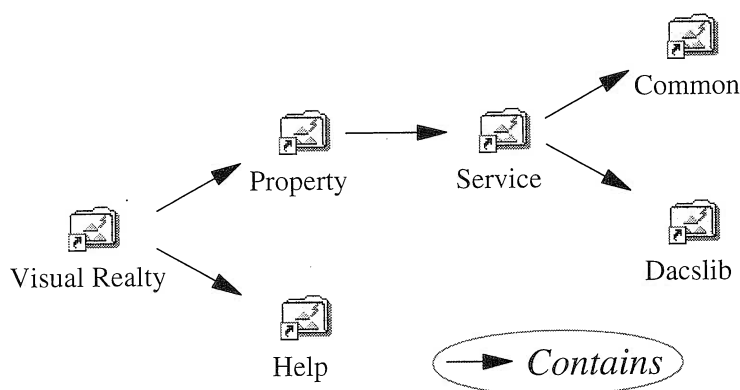 Common
Property
Service
Visual Realty
Dacslib
Help
Contains